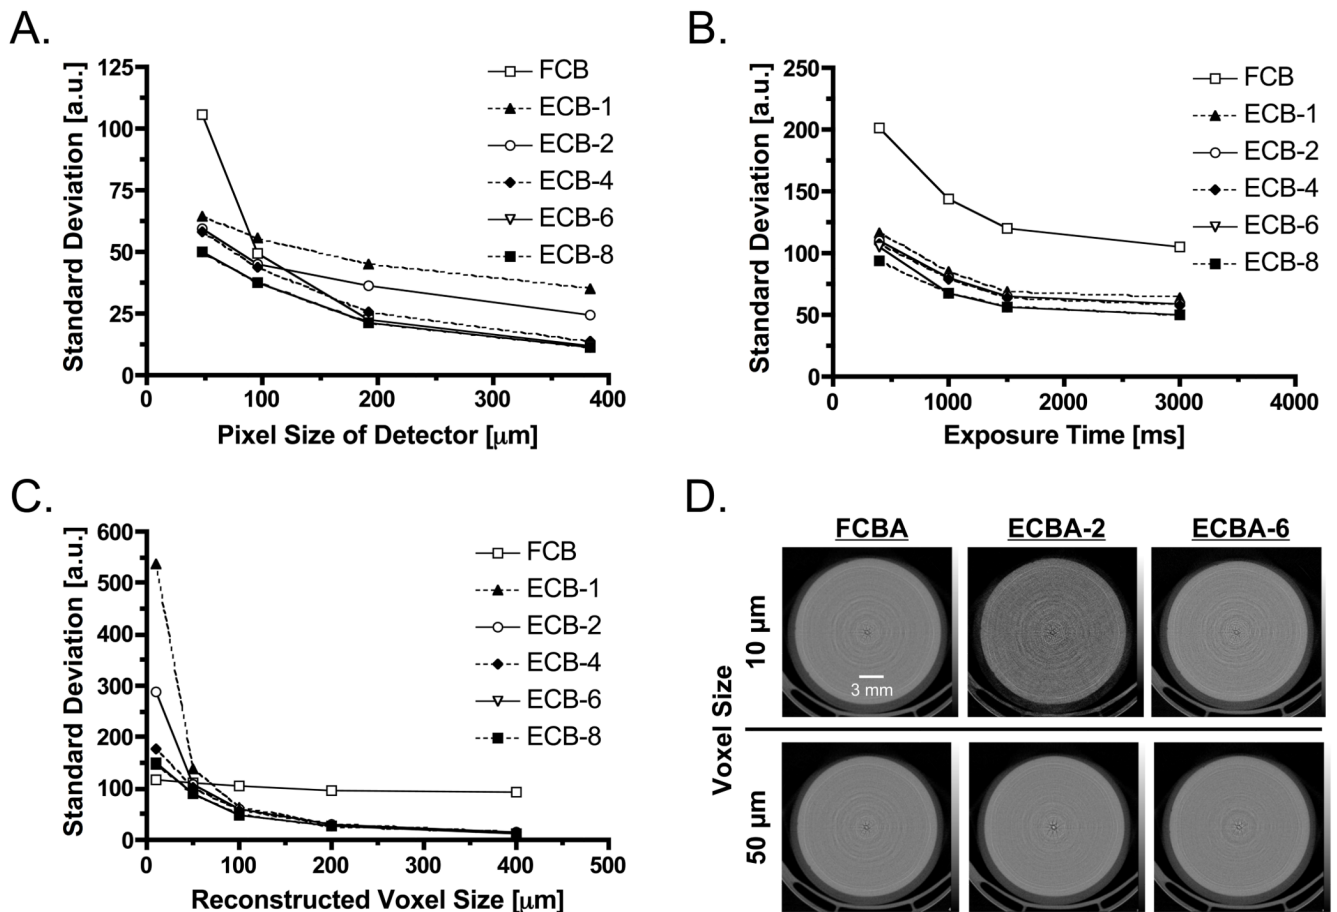 A.
Standard Deviation [a.u.]
125
100
75
50
25
0
0
100
200
300
400
Pixel Size of Detector [μm]
FCB
ECB-1
ECB-2
ECB-4
ECB-6
ECB-8
B.
Standard Deviation [a.u.]
250
200
150
100
50
0
0
1000
2000
3000
4000
Exposure Time [ms]
FCB
ECB-1
ECB-2
ECB-4
ECB-6
ECB-8
C.
Standard Deviation [a.u.]
600
500
400
300
200
100
0
0
100
200
300
400
500
Reconstructed Voxel Size [μm]
FCB
ECB-1
ECB-2
ECB-4
ECB-6
ECB-8
D.
FCBA
ECBA-2
ECBA-6
Voxel Size
10 μm
3 mm
50 μm